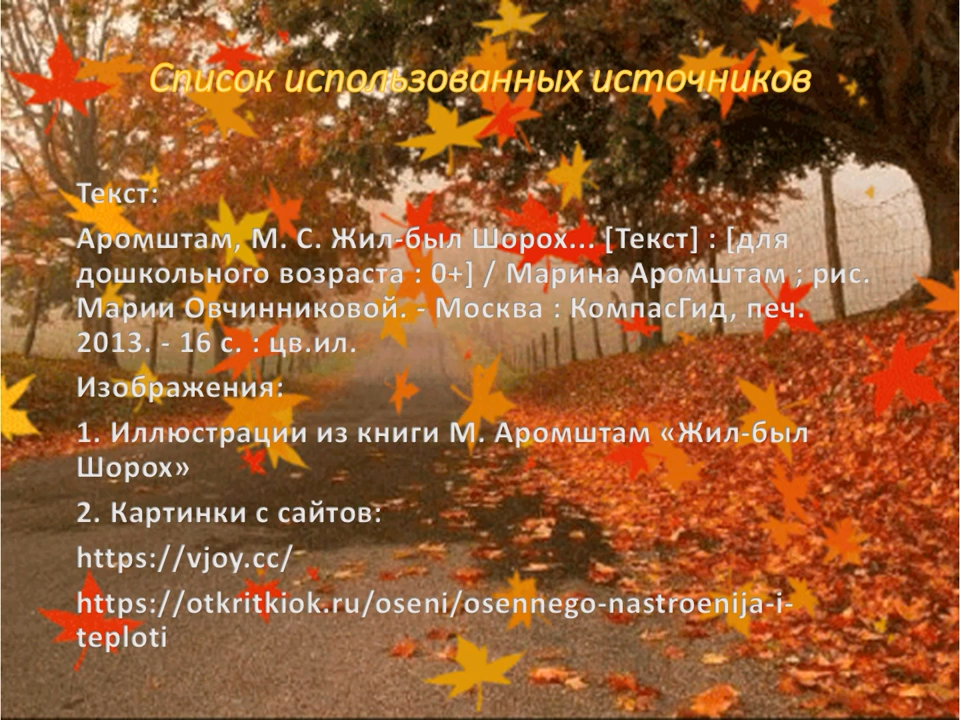 Список использованных источников
Текст:
Аромштам, М. С. Жил-был Шорох... [Текст] : [для
дошкольного возраста : 0+] / Марина Аромштам ; рис.
Марии Овчинниковой. - Москва : КомпасГид, печ.
2013. - 16 с. : цв.ил.
Изображения:
1. Иллюстрации из книги М. Аромштам «Жил-был
Шорох»
2. Картинки с сайтов:
https://vjoy.cc/
https://otkritkiok.ru/oseni/osennego-nastroenija-i-
teploti